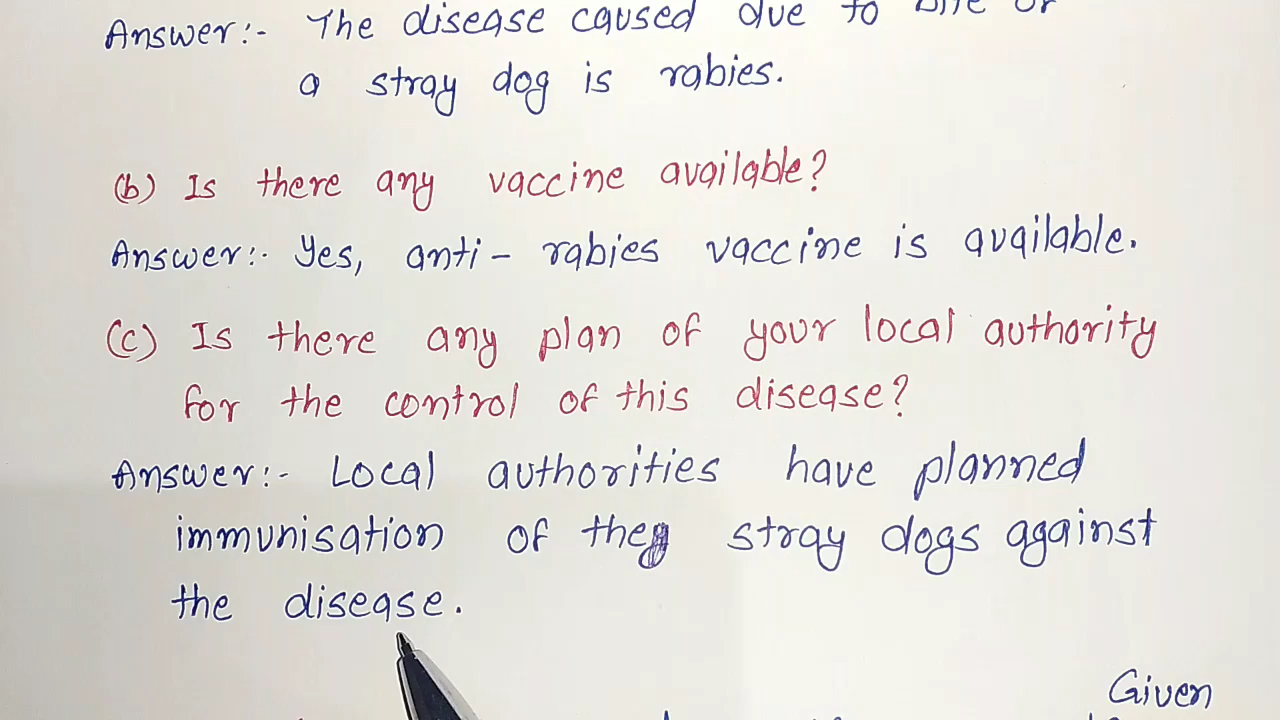 Answer:- The disease caused due to bite of
a stray dog is rabies.
(b) Is there any vaccine available?
Answer:- Yes, anti- rabies vaccine is available.
(c) Is there any plan of your local authority
for the control of this disease?
Answer:- Local authorities have planned
immunisation of the stray dogs against
the disease.
Given